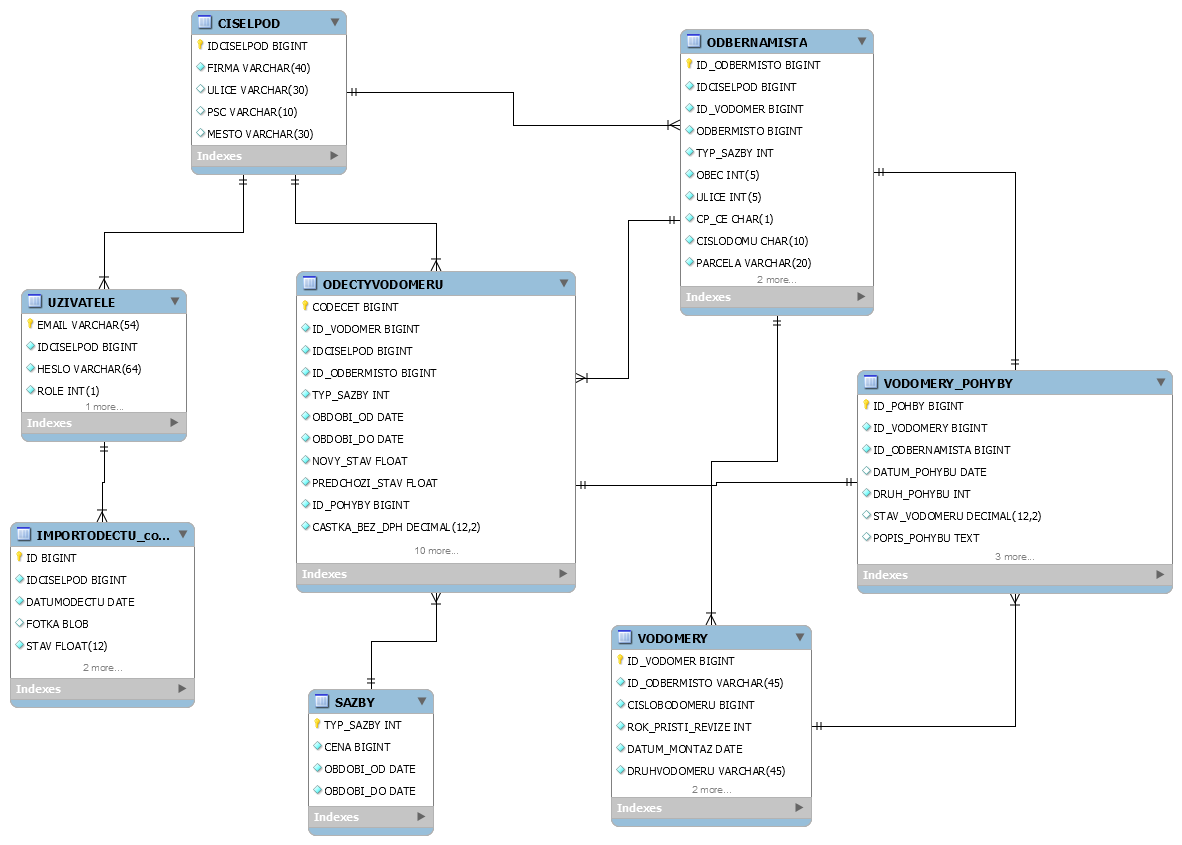 CISELPOD
IDCISELPOD BIGINT
FIRMA VARCHAR(40)
ULICE VARCHAR(30)
PSC VARCHAR(10)
MESTO VARCHAR(30)
Indexes
ODBERNAMISTA
ID_ODBERMISTO BIGINT
IDCISELPOD BIGINT
ID_VODOMER BIGINT
ODBERMISTO BIGINT
TYP_SAZBY INT
OBEC INT(5)
ULICE INT(5)
CP_CE CHAR(1)
CISLODOMU CHAR(10)
PARCELA VARCHAR(20)
2 more...
Indexes
UZIVATELE
EMAIL VARCHAR(54)
IDCISELPOD BIGINT
HESLO VARCHAR(64)
ROLE INT(1)
1 more...
Indexes
ODECTYVODOMERU
CODECET BIGINT
ID_VODOMER BIGINT
IDCISELPOD BIGINT
ID_ODBERMISTO BIGINT
TYP_SAZBY INT
OBDOBI_OD DATE
OBDOBI_DO DATE
NOVY_STAV FLOAT
PREDCHOZI_STAV FLOAT
ID_POHYBY BIGINT
CASTKA_BEZ_DPH DECIMAL(12,2)
10 more...
Indexes
VODOMERY_POHYBY
ID_POHBY BIGINT
ID_VODOMERY BIGINT
ID_ODBERNAMISTA BIGINT
DATUM_POHYBU DATE
DRUH_POHYBU INT
STAV_VODOMERU DECIMAL(12,2)
POPIS_POHYBU TEXT
3 more...
Indexes
IMPORTODECTU_co...
ID BIGINT
IDCISELPOD BIGINT
DATUMODECTU DATE
FOTKA BLOB
STAV FLOAT(12)
2 more...
Indexes
SAZBY
TYP_SAZBY INT
CENA BIGINT
OBDOBI_OD DATE
OBDOBI_DO DATE
Indexes
VODOMERY
ID_VODOMER BIGINT
ID_ODBERMISTO VARCHAR(45)
CISLOBODOMERU BIGINT
ROK_PRISTI_REVIZE INT
DATUM_MONTAZ DATE
DRUHVODOMERU VARCHAR(45)
2 more...
Indexes